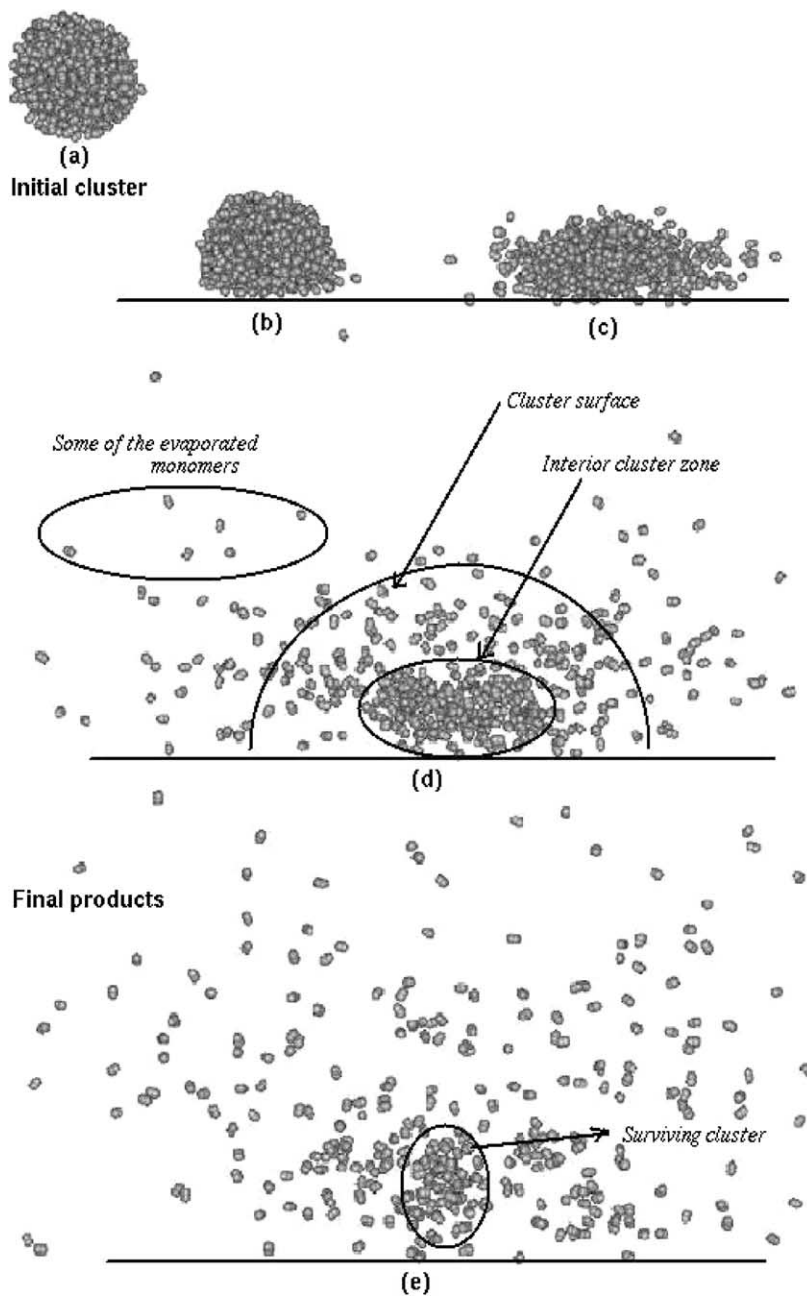 (a)
Initial cluster
(b)
(c)
Cluster surface
Some of the evaporated
monomers
Interior cluster zone
(d)
Final products
Surviving cluster
(e)